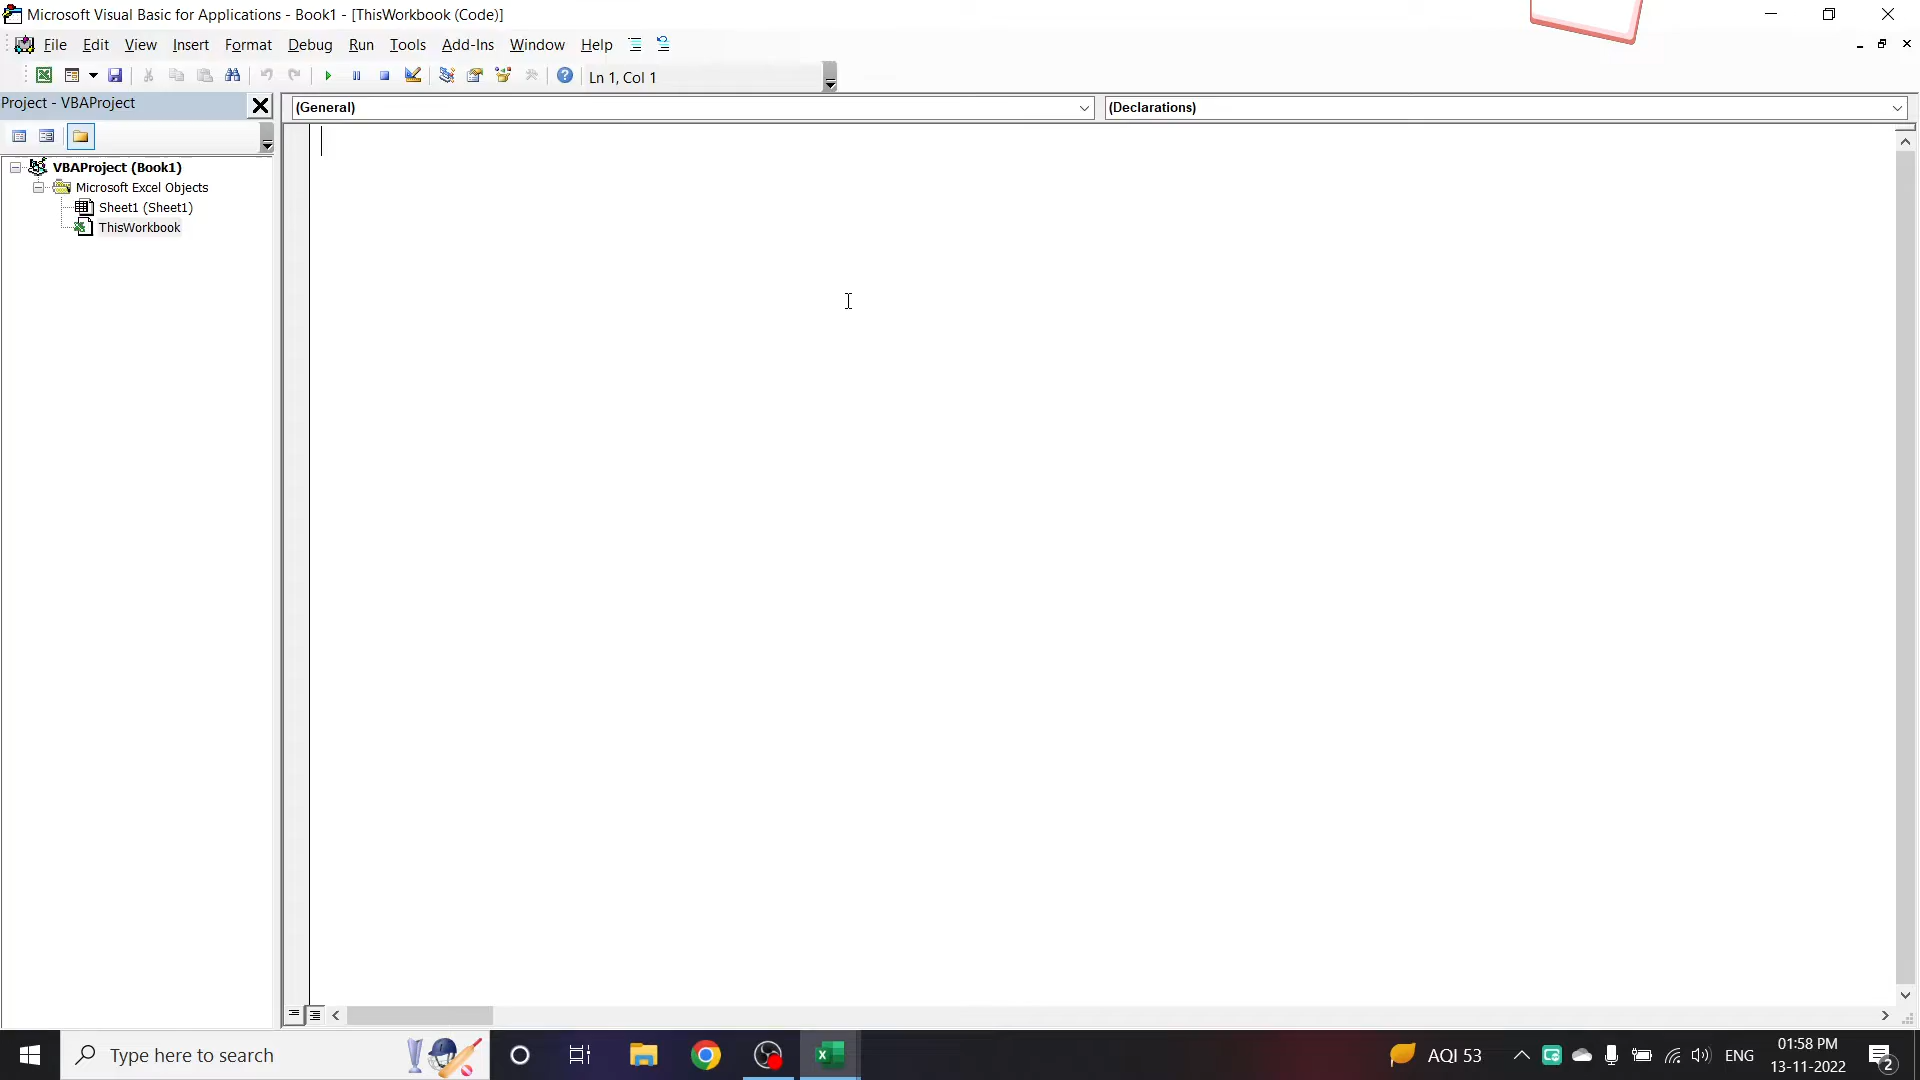 Microsoft Visual Basic for Applications - Book1 - [ThisWorkbook (Code)]
File Edit View Insert Format Debug Run Tools Add-Ins Window Help
Ln 1, Col 1
Project - VBAProject
(General) (Declarations)
VBAProject (Book1)
Microsoft Excel Objects
Sheet1 (Sheet1)
ThisWorkbook
Type here to search
AQI 53
ENG
01:58 PM
13-11-2022
2